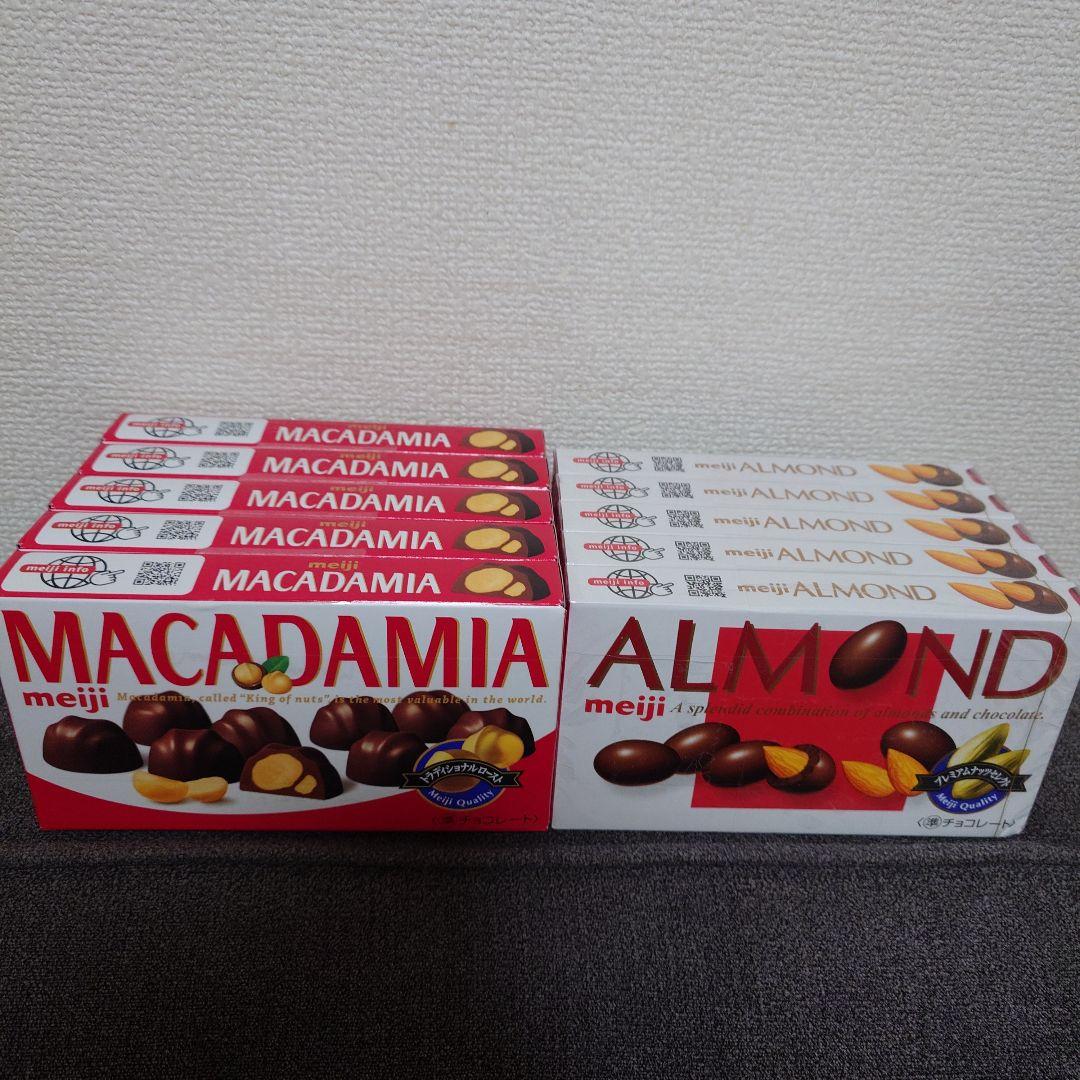 meiji info
meiji
MACADAMIA
meiji info
meiji
MACADAMIA
meiji info
meiji
MACADAMIA
meiji info
meiji
MACADAMIA
meiji info
meiji
MACADAMIA
MACADAMIA
meiji
Macadamia, called "King of nuts" is the most valuable in the world.
トラディショナルロースト
Meiji Quality
〈準チョコレート〉
meiji info
meiji ALMOND
meiji info
meiji ALMOND
meiji info
meiji ALMOND
meiji info
meiji ALMOND
meiji info
meiji ALMOND
ALMOND
meiji
A splendid combination of almonds and chocolate.
プレミアムナッツセレクト
Meiji Quality
〈準チョコレート〉